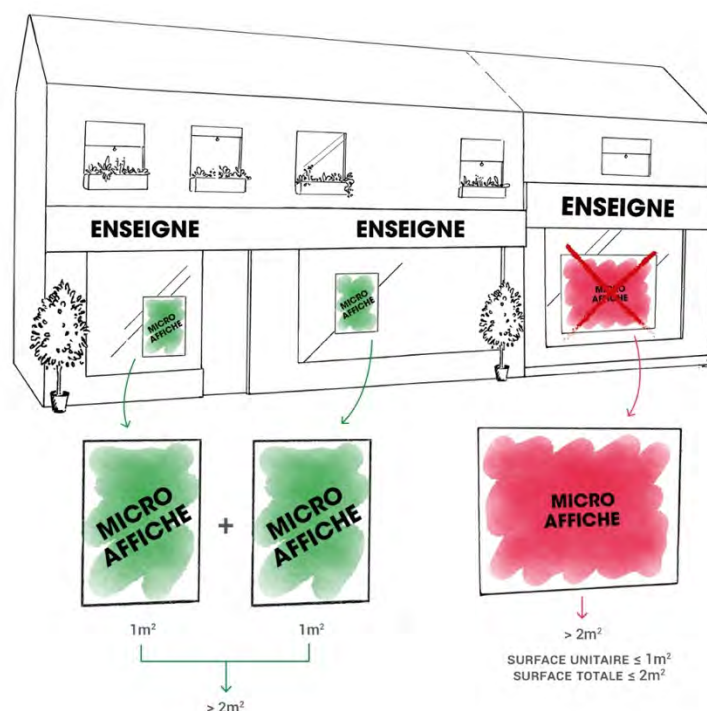 ENSEIGNE
ENSEIGNE
ENSEIGNE
MICRO
AFFICHE
MICRO
AFFICHE
MICRO
AFFICHE
MICRO
AFFICHE
+
MICRO
AFFICHE
MICRO
AFFICHE
1m²
1m²
> 2m²
> 2m²
SURFACE UNITAIRE ≤ 1m²
SURFACE TOTALE ≤ 2m²